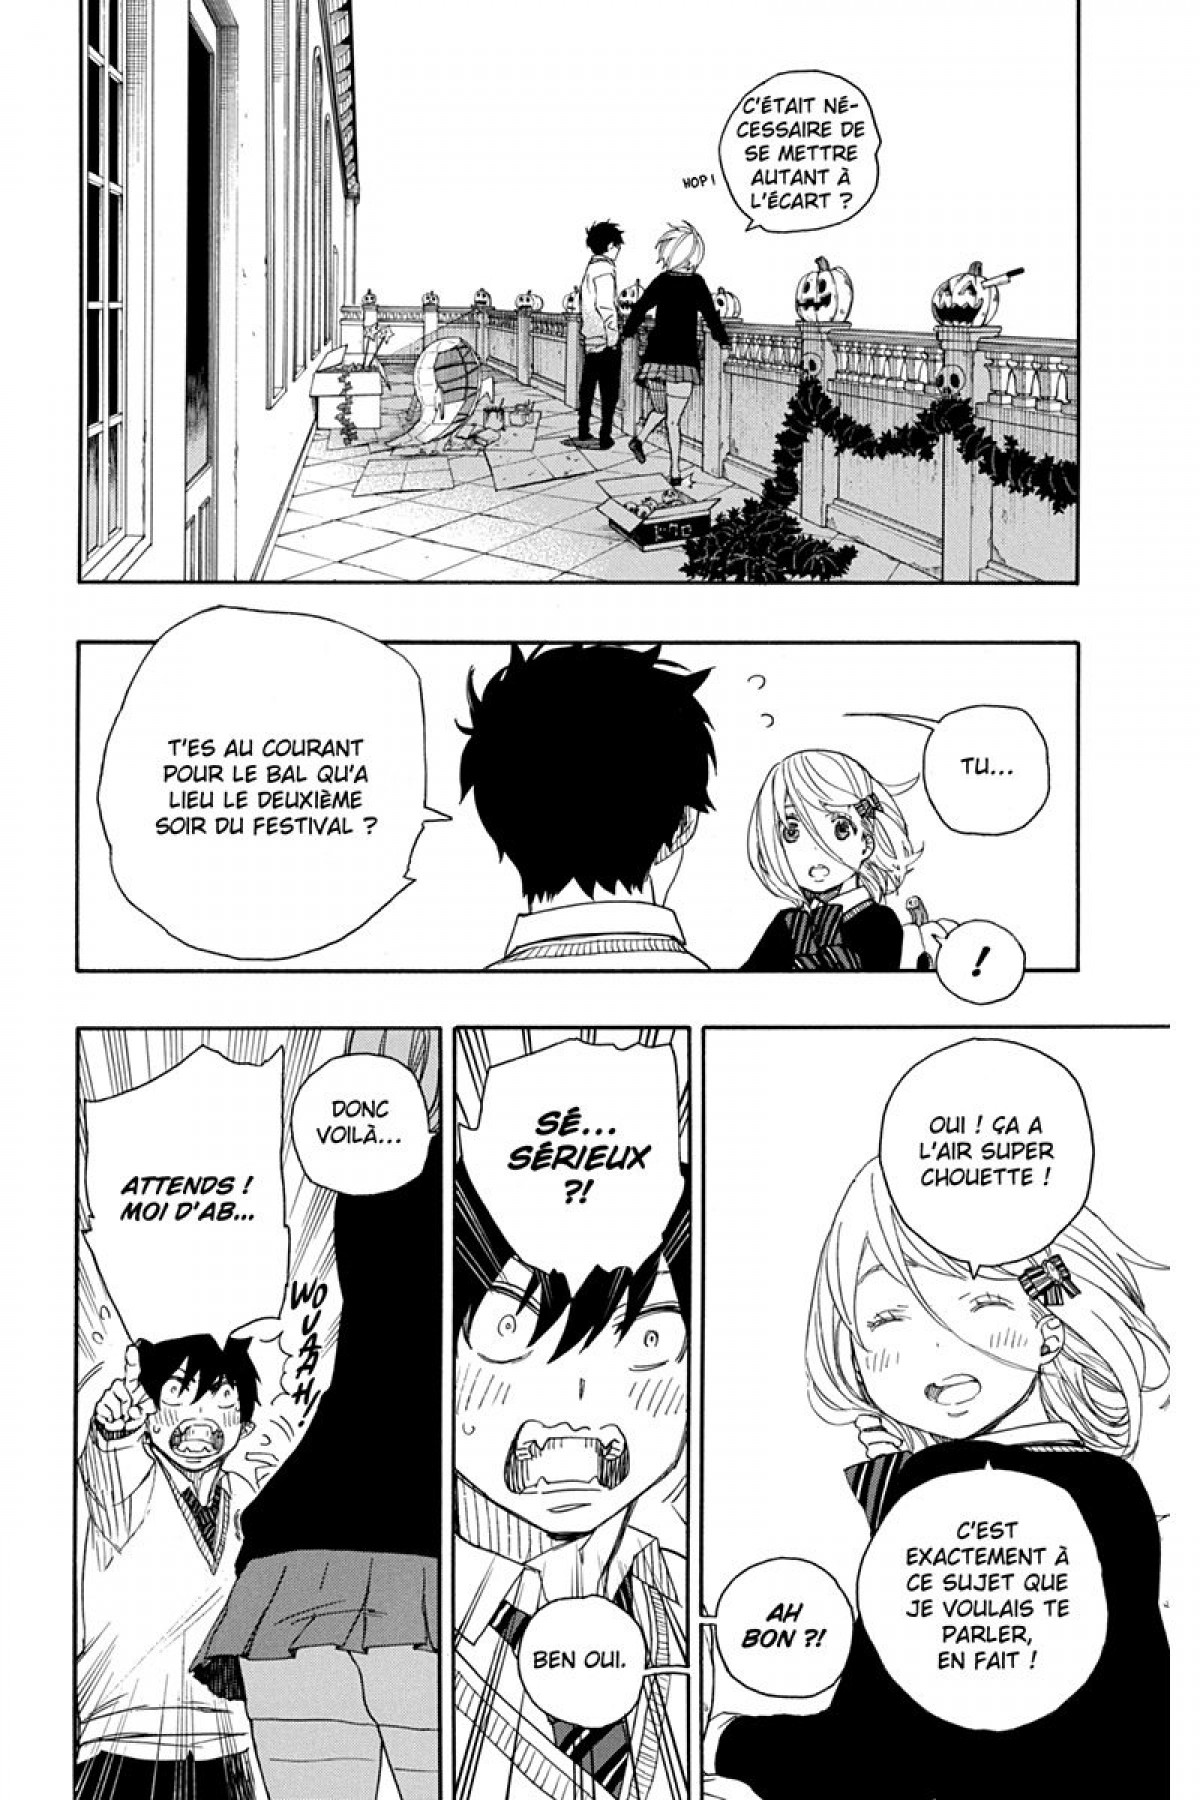 C'ÉTAIT NÉ-
CESSAIRE DE
SE METTRE
AUTANT À
L'ÉCART ?
HOP !
TU...
!
T'ES AU COURANT
POUR LE BAL QU'A
LIEU LE DEUXIÈME
SOIR DU FESTIVAL ?
OUI ! ÇA A
L'AIR SUPER
CHOUETTE !
C'EST
EXACTEMENT À
CE SUJET QUE
JE VOULAIS TE
PARLER,
EN FAIT !
AH
BON ?!
SÉ...
SÉRIEUX
?!
BEN OUI.
DONC
VOILÀ...
ATTENDS !
MOI D'AB...
WOUAAH!